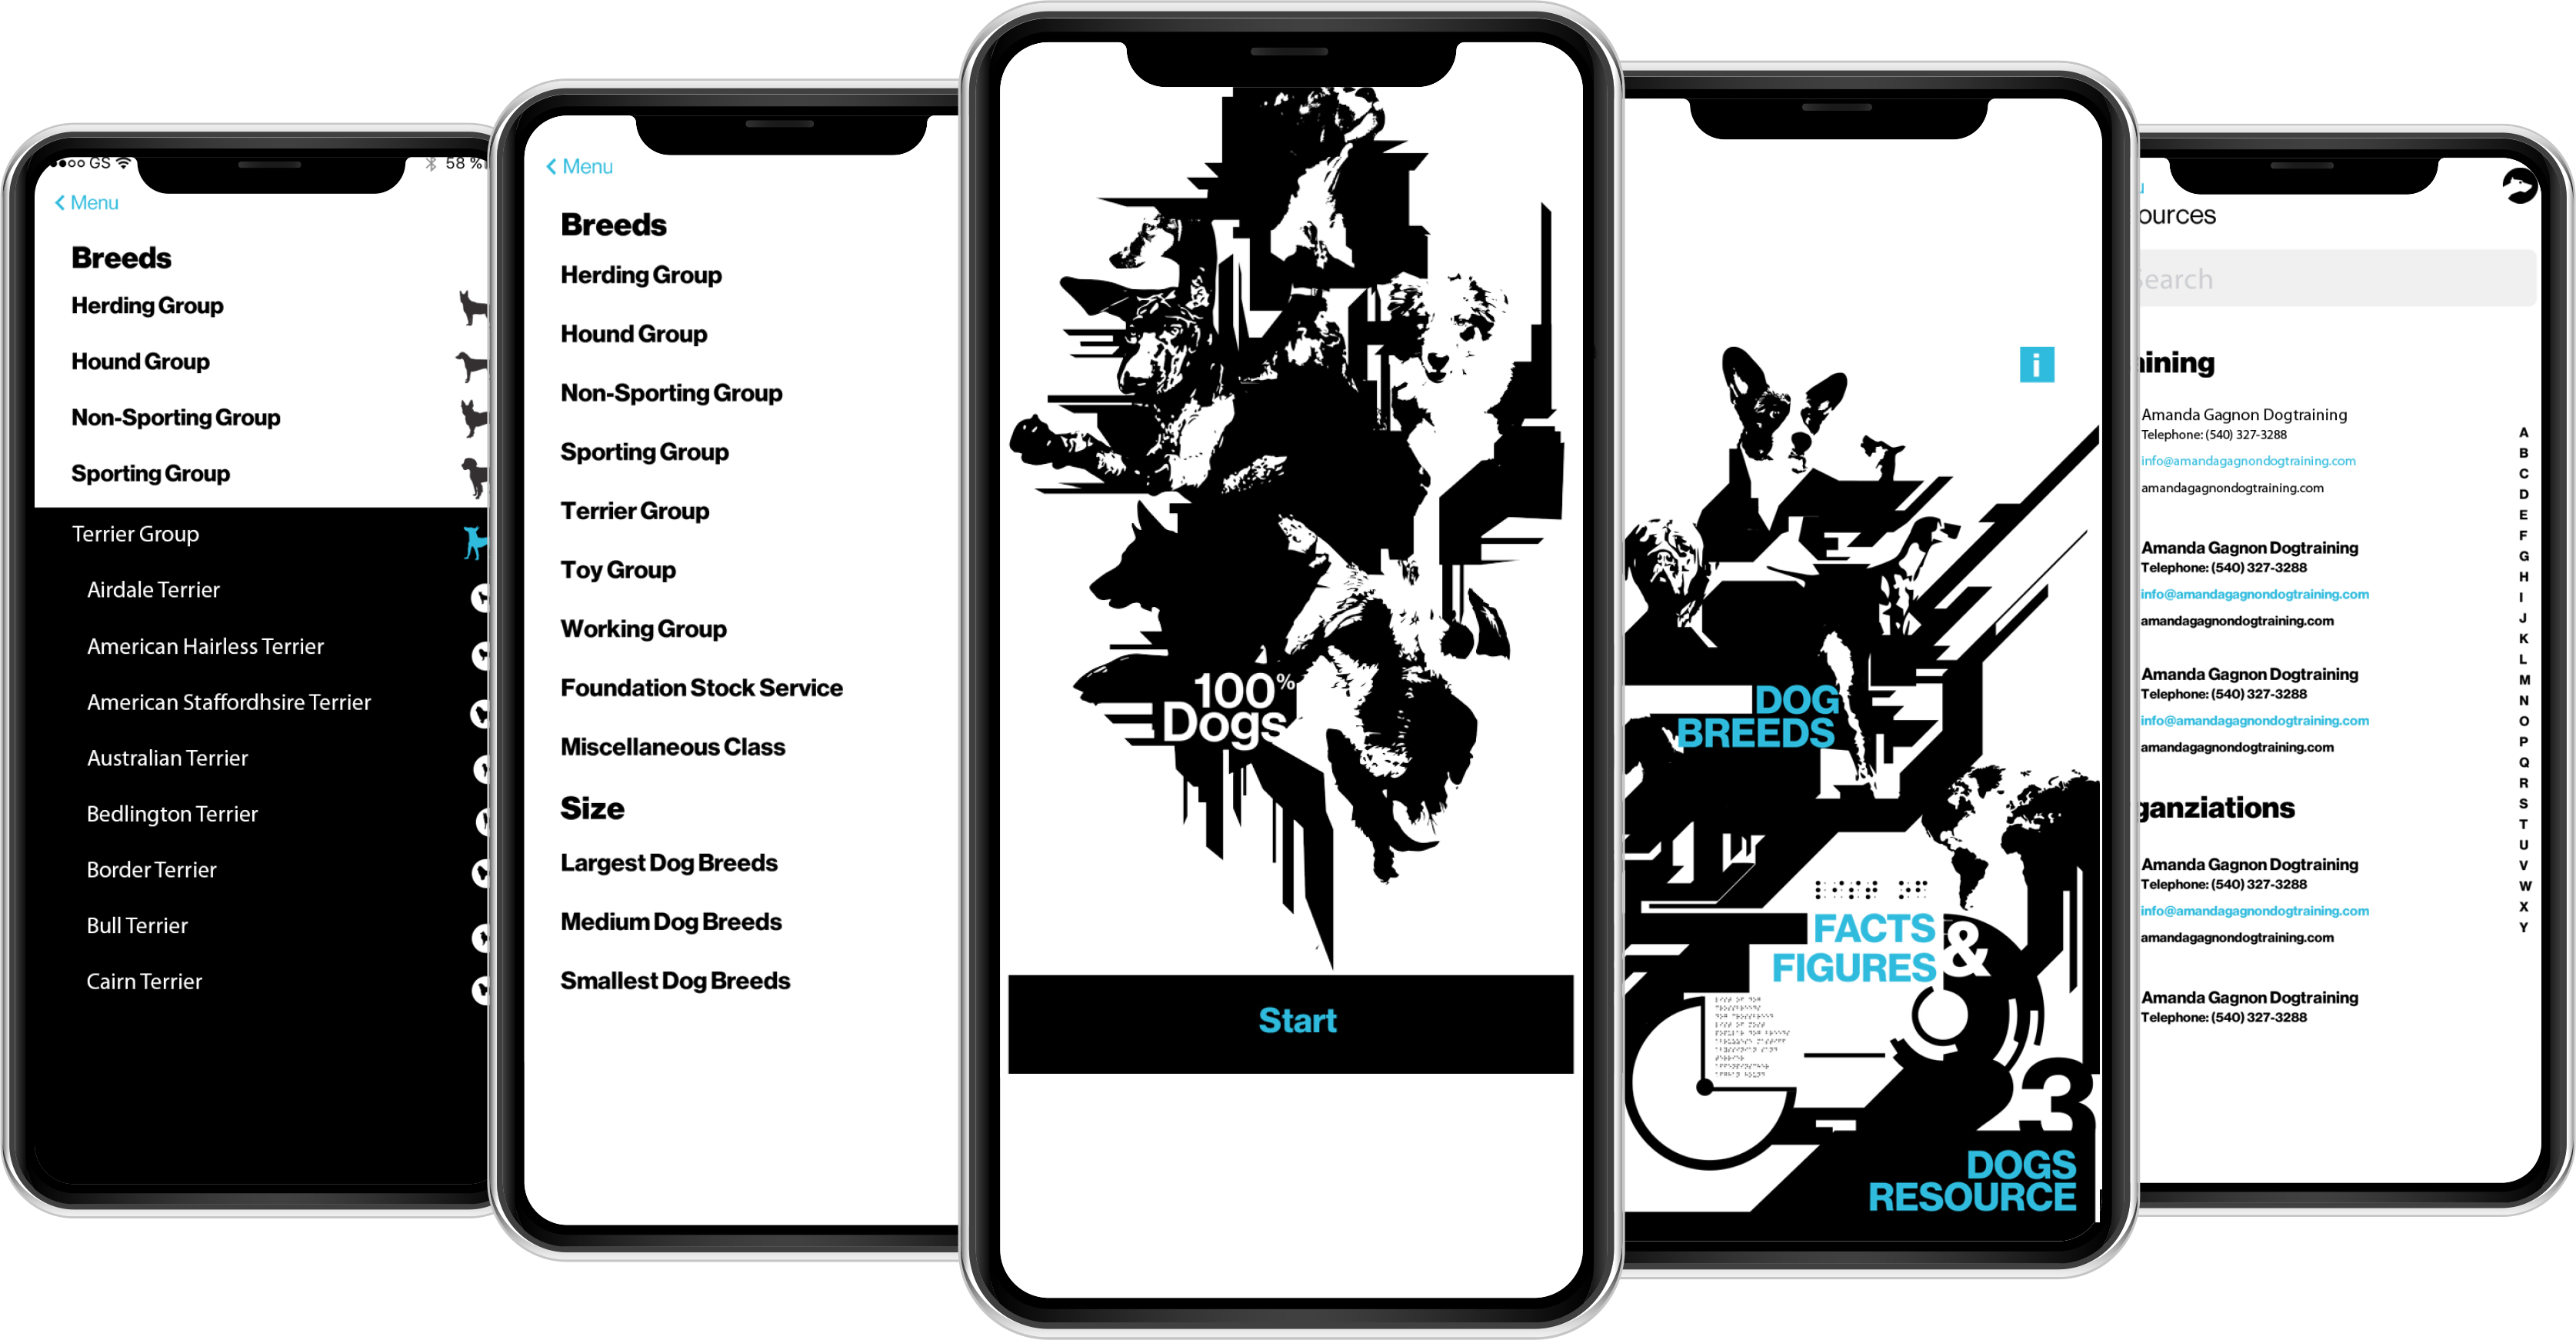 GS
58 %
Menu
Breeds
Herding Group
Hound Group
Non-Sporting Group
Sporting Group
Terrier Group
Airdale Terrier
American Hairless Terrier
American Staffordhsire Terrier
Australian Terrier
Bedlington Terrier
Border Terrier
Bull Terrier
Cairn Terrier
Menu
Breeds
Herding Group
Hound Group
Non-Sporting Group
Sporting Group
Terrier Group
Toy Group
Working Group
Foundation Stock Service
Miscellaneous Class
Size
Largest Dog Breeds
Medium Dog Breeds
Smallest Dog Breeds
100%
Dogs
Start
i
DOG
BREEDS
FACTS
FIGURES &
3
DOGS
RESOURCE
u
ources
Search
ining
Amanda Gagnon Dogtraining
Telephone: (540) 327-3288
info@amandagagnondogtraining.com
amandagagnondogtraining.com
Amanda Gagnon Dogtraining
Telephone: (540) 327-3288
info@amandagagnondogtraining.com
amandagagnondogtraining.com
Amanda Gagnon Dogtraining
Telephone: (540) 327-3288
info@amandagagnondogtraining.com
amandagagnondogtraining.com
ganziations
Amanda Gagnon Dogtraining
Telephone: (540) 327-3288
info@amandagagnondogtraining.com
amandagagnondogtraining.com
Amanda Gagnon Dogtraining
Telephone: (540) 327-3288
A
B
C
D
E
F
G
H
I
J
K
L
M
N
O
P
Q
R
S
T
U
V
W
X
Y